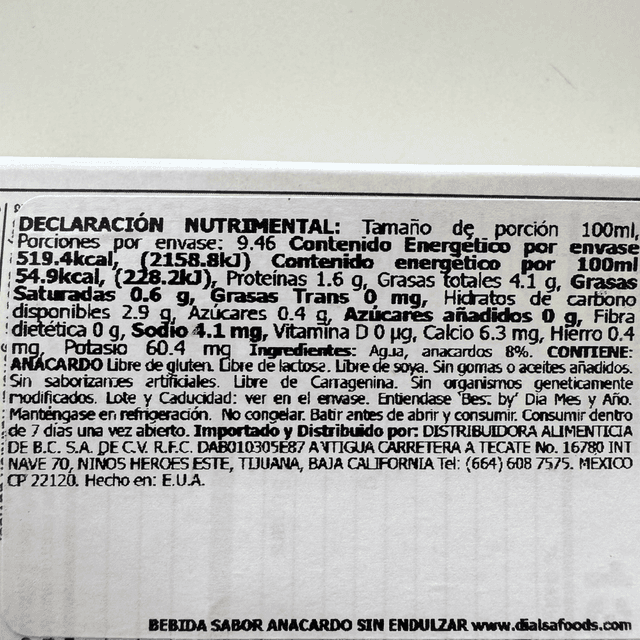 DECLARACIÓN NUTRIMENTAL: Tamaño de porción 100ml,
Porciones por envase: 9.46 Contenido Energético por envase
519.4kcal, (2158.8kJ) Contenido energético por 100ml
54.9kcal, (228.2kJ), Proteínas 1.6 g, Grasas totales 4.1 g, Grasas
Saturadas 0.6 g, Grasas Trans 0 mg, Hidratos de carbono
disponibles 2.9 g, Azúcares 0.4 g, Azúcares añadidos 0 g, Fibra
dietética 0 g, Sodio 4.1 mg, Vitamina D 0 µg, Calcio 6.3 mg, Hierro 0.4
mg, Potasio 60.4 mg Ingredientes: Agua, anacardos 8%. CONTIENE:
ANACARDO Libre de gluten. Libre de lactosa. Libre de soya. Sin gomas o aceites añadidos.
Sin saborizantes artificiales. Libre de Carragenina. Sin organismos geneticamente
modificados. Lote y Caducidad: ver en el envase. Entiendase 'Bes: by' Dia Mes y Año.
Manténgase en refrigeración. No congelar. Batir antes de abrir y consumir. Consumir dentro
de 7 dias una vez abierto. Importado y Distribuido por: DISTRIBUIDORA ALIMENTICIA
DE B.C. S.A. DE C.V. R.F.C. DAB010305E87 ANTIGUA CARRETERA A TECATE No. 16780 INT
NAVE 70, NIÑOS HEROES ESTE, TIJUANA, BAJA CALIFORNIA Tel: (664) 608 7575. MEXICO
CP 22120. Hecho en: E.U.A.
BEBIDA SABOR ANACARDO SIN ENDULZAR www.dialsafoods.com